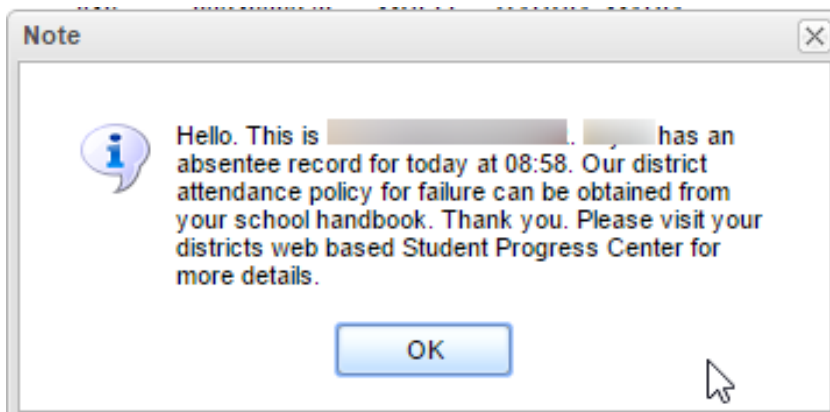 Note
Hello. This is . has an
absentee record for today at 08:58. Our district
attendance policy for failure can be obtained from
your school handbook. Thank you. Please visit your
districts web based Student Progress Center for
more details.
OK